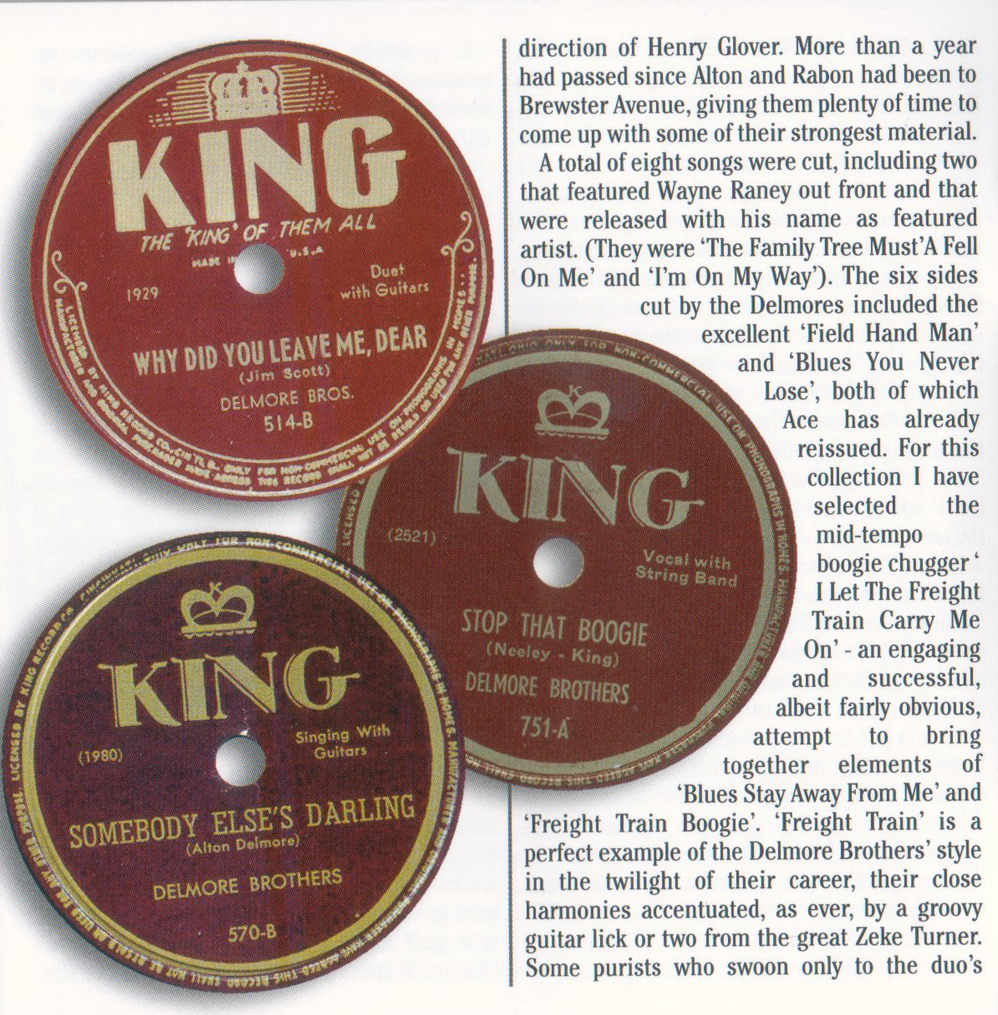 KING
THE 'KING' OF THEM ALL
MADE IN U.S.A
1929
Duet
with Guitars
WHY DID YOU LEAVE ME, DEAR
(Jim Scott)
DELMORE BROS.
514-B
KING
(2521)
Vocal with
String Band
STOP THAT BOOGIE
(Neeley - King)
DELMORE BROTHERS
751-A
KING
(1980)
Singing With
Guitars
SOMEBODY ELSE'S DARLING
(Alton Delmore)
DELMORE BROTHERS
570-B
direction of Henry Glover. More than a year
had passed since Alton and Rabon had been to
Brewster Avenue, giving them plenty of time to
come up with some of their strongest material.
A total of eight songs were cut, including two
that featured Wayne Raney out front and that
were released with his name as featured
artist. (They were ‘The Family Tree Must’A Fell
On Me’ and ‘I’m On My Way’). The six sides
cut by the Delmores included the
excellent ‘Field Hand Man’
and ‘Blues You Never
Lose’, both of which
Ace has already
reissued. For this
collection I have
selected the
mid-tempo
boogie chugger ‘
I Let The Freight
Train Carry Me
On’ - an engaging
and successful,
albeit fairly obvious,
attempt to bring
together elements of
‘Blues Stay Away From Me’ and
‘Freight Train Boogie’. ‘Freight Train’ is a
perfect example of the Delmore Brothers’ style
in the twilight of their career, their close
harmonies accentuated, as ever, by a groovy
guitar lick or two from the great Zeke Turner.
Some purists who swoon only to the duo’s